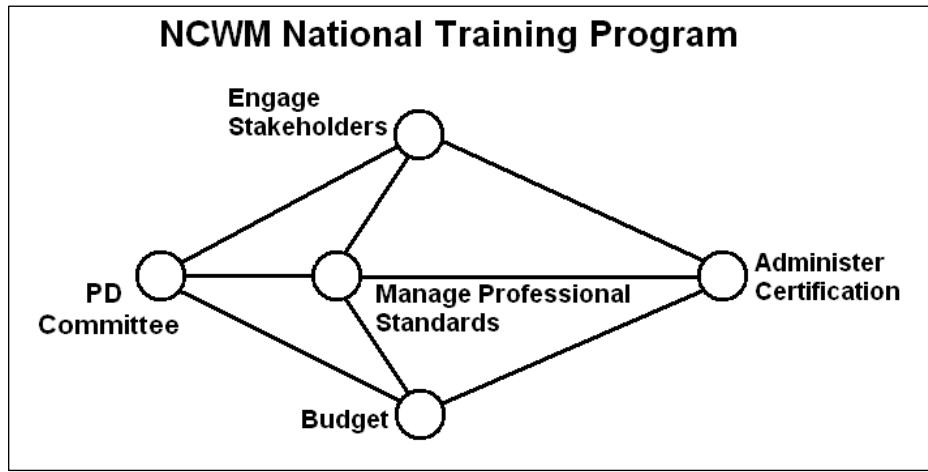 NCWM National Training Program
Engage
Stakeholders
PD
Committee
Manage Professional
Standards
Administer
Certification
Budget